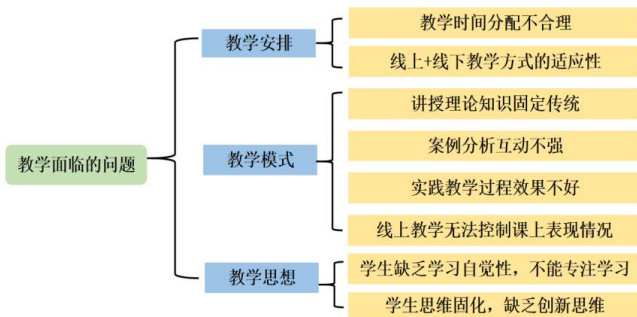 教学面临的问题
教学安排
教学时间分配不合理
线上+线下教学方式的适应性
教学模式
讲授理论知识固定传统
案例分析互动不强
实践教学过程效果不好
线上教学无法控制课上表现情况
教学思想
学生缺乏学习自觉性，不能专注学习
学生思维固化，缺乏创新思维